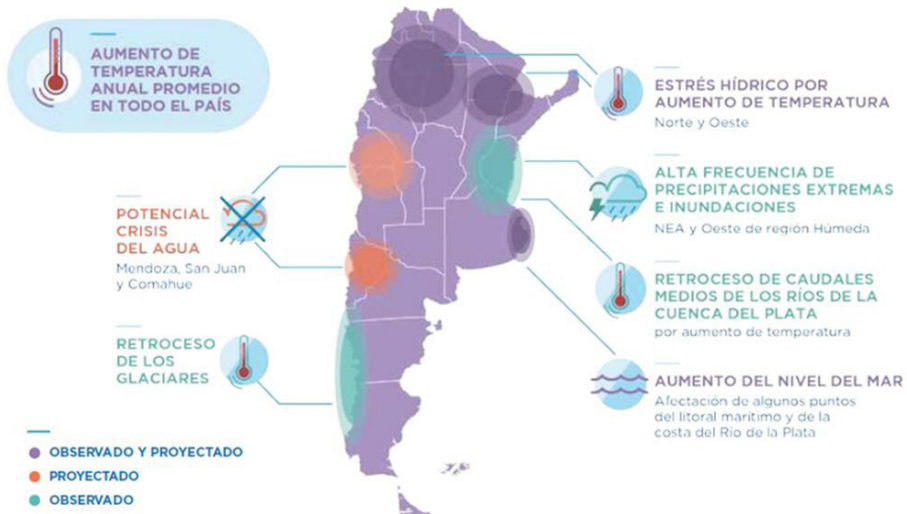 AUMENTO DE
TEMPERATURA
ANUAL PROMEDIO
EN TODO EL PAÍS
ESTRÉS HÍDRICO POR
AUMENTO DE TEMPERATURA
Norte y Oeste
ALTA FRECUENCIA DE
PRECIPITACIONES EXTREMAS
E INUNDACIONES
NEA y Oeste de región Húmeda
POTENCIAL
CRISIS
DEL AGUA
Mendoza, San Juan
y Comahue
RETROCESO DE CAUDALES
MEDIOS DE LOS RÍOS DE LA
CUENCA DEL PLATA
por aumento de temperatura
RETROCESO
DE LOS
GLACIARES
AUMENTO DEL NIVEL DEL MAR
Afectación de algunos puntos
del litoral marítimo y de la
costa del Río de la Plata
OBSERVADO Y PROYECTADO
PROYECTADO
OBSERVADO